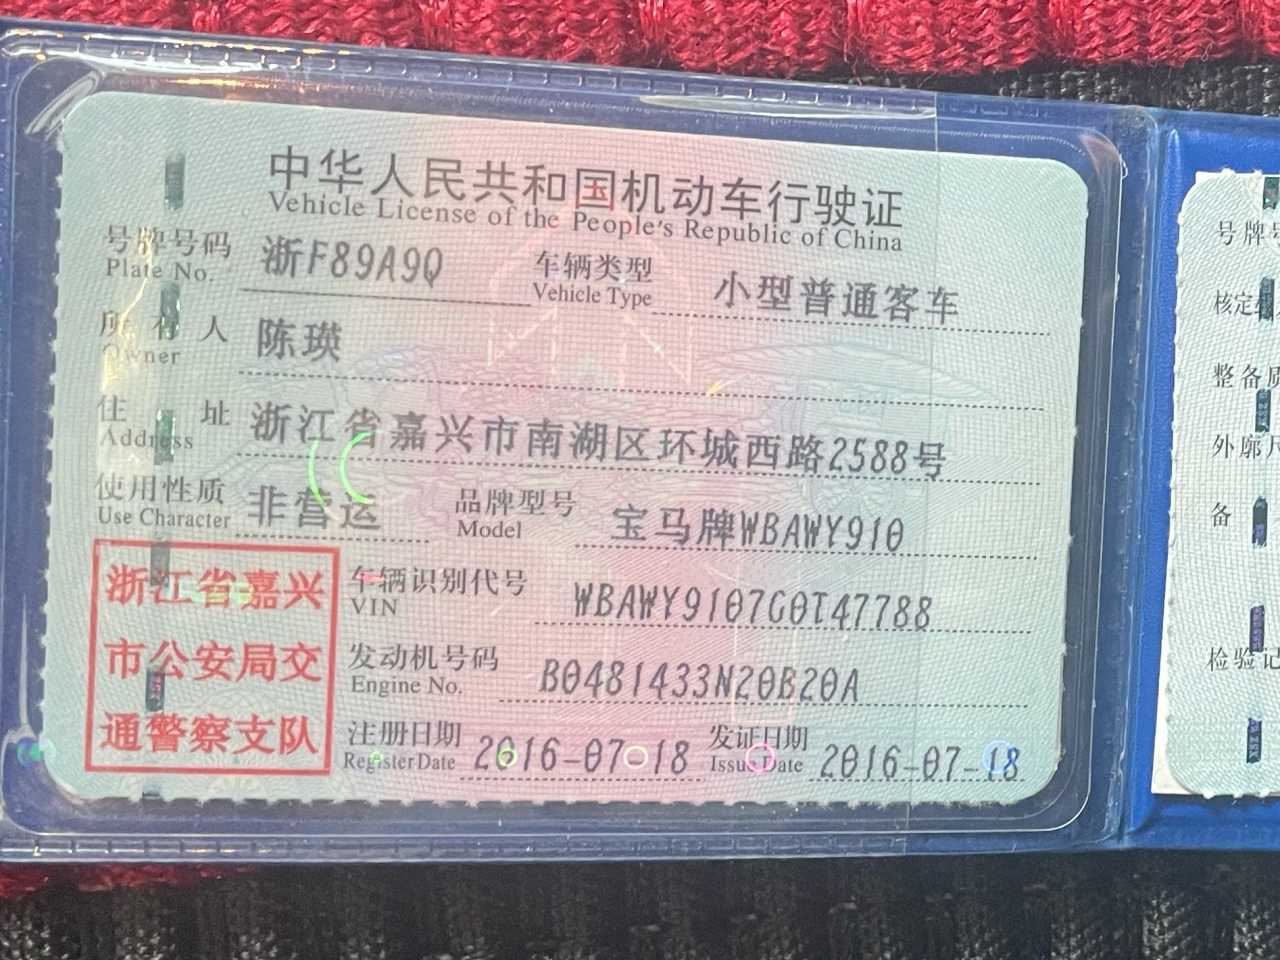 中华人民共和国机动车行驶证
Vehicle License of the People's Republic of China
号牌号码 浙F89A9Q 车辆类型 小型普通客车
Plate No. Vehicle Type
所有人 陈瑛
Owner
住址 浙江省嘉兴市南湖区环城西路2588号
Address
使用性质 非营运 品牌型号 宝马牌WBAWY910
Use Character Model
浙江省嘉兴
市公安局交
通警察支队
车辆识别代号 WBAWY9107G0T47788
VIN
发动机号码 B0481433N20B20A
Engine No.
注册日期 2016-07-18 发证日期 2016-07-18
Register Date Issue Date
号牌号
核定
整备质
外廓尺
备
检验记